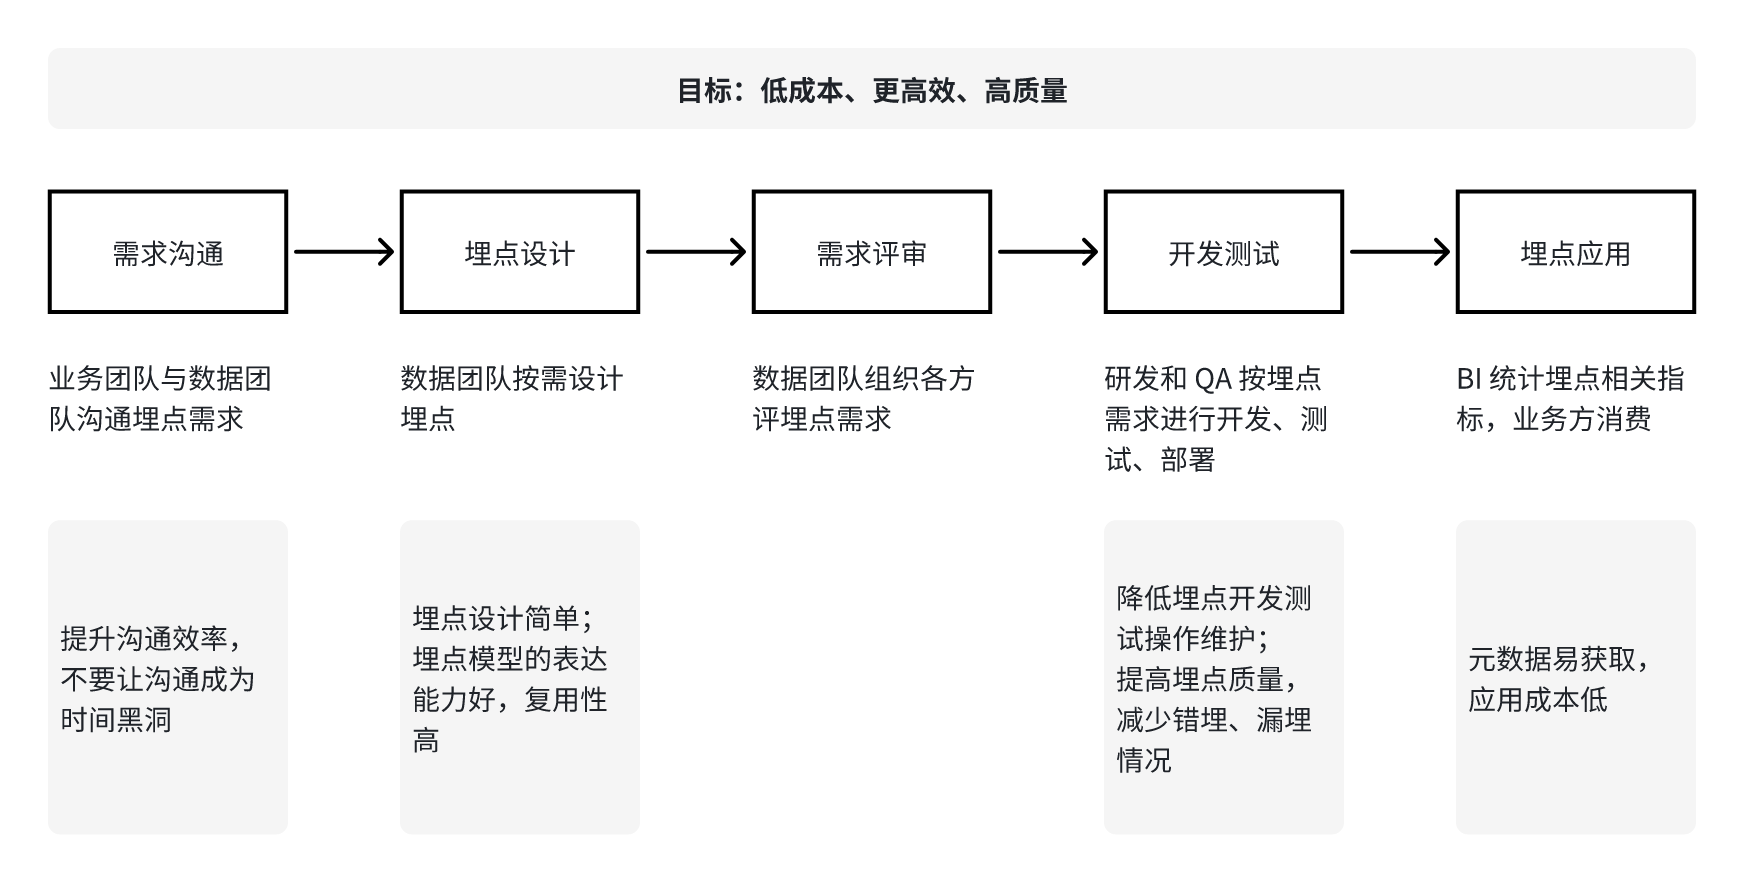 目标：低成本、更高效、高质量
需求沟通
埋点设计
需求评审
开发测试
埋点应用
业务团队与数据团
队沟通埋点需求
数据团队按需设计
埋点
数据团队组织各方
评埋点需求
研发和 QA 按埋点
需求进行开发、测
试、部署
BI 统计埋点相关指
标，业务方消费
提升沟通效率，
不要让沟通成为
时间黑洞
埋点设计简单；
埋点模型的表达
能力好，复用性
高
降低埋点开发测
试操作维护；
提高埋点质量，
减少错埋、漏埋
情况
元数据易获取，
应用成本低